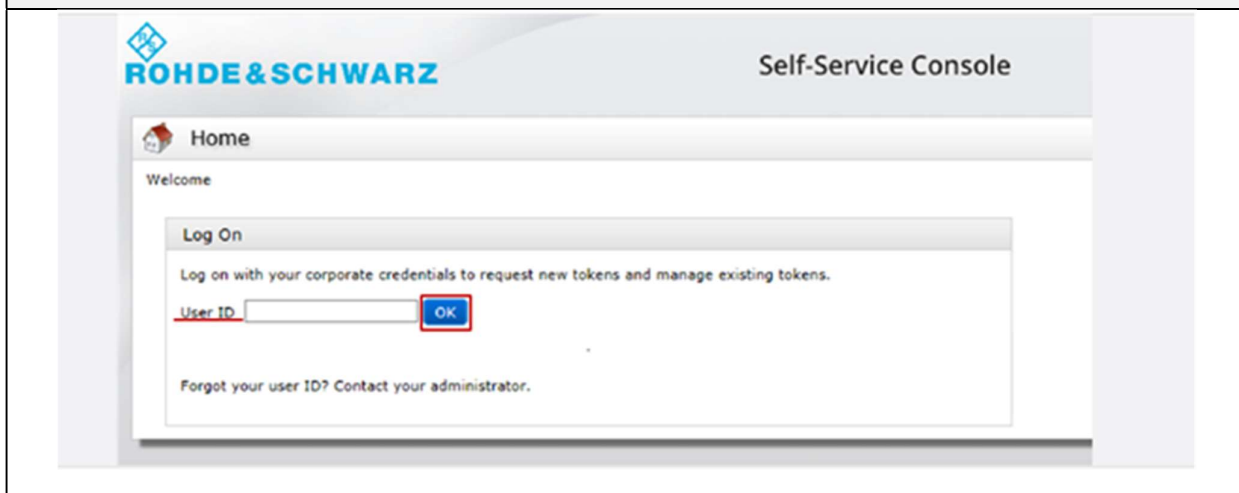 R S
ROHDE&SCHWARZ
Self-Service Console
Home
Welcome
Log On
Log on with your corporate credentials to request new tokens and manage existing tokens.
User ID
OK
Forgot your user ID? Contact your administrator.